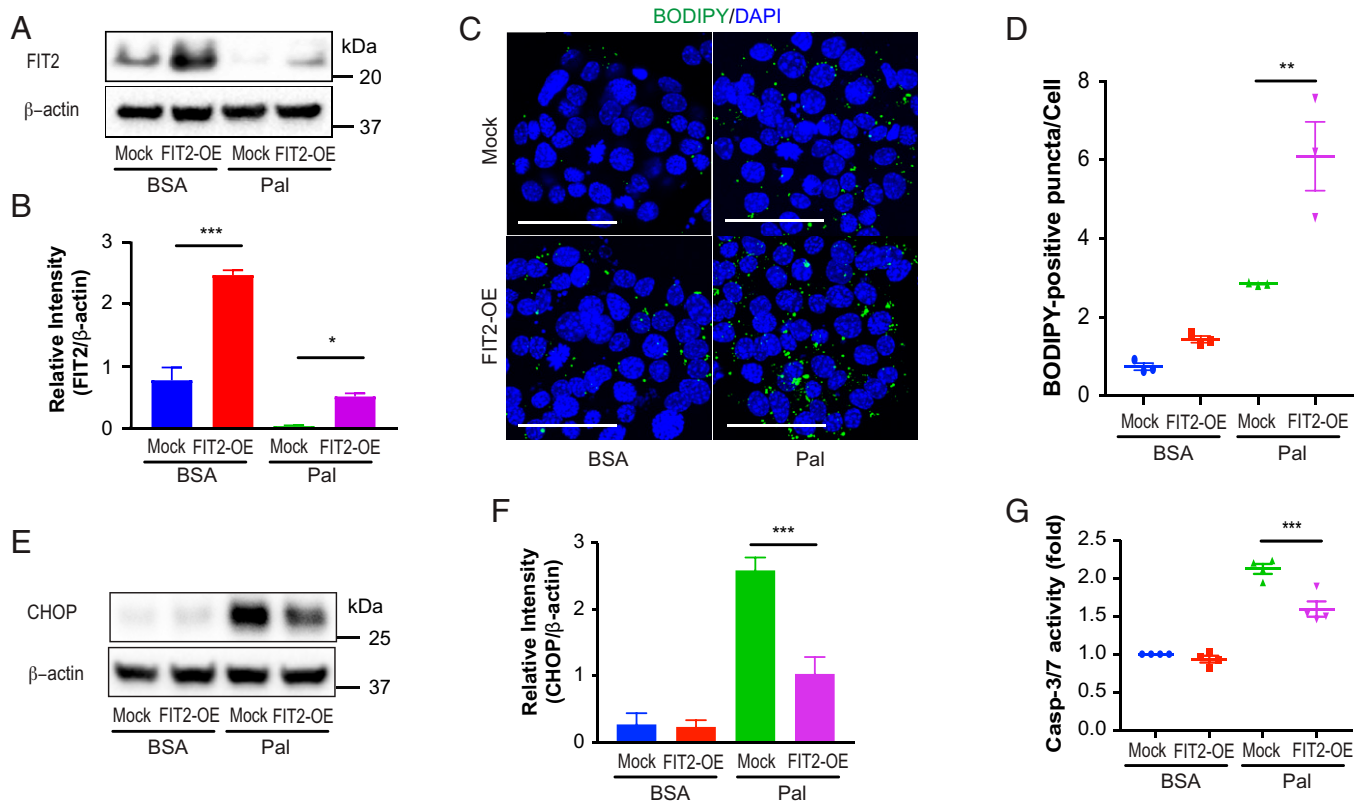 A
FIT2
kDa
20
β−actin
37
Mock FIT2-OE Mock FIT2-OE
BSA Pal
B
Relative Intensity
(FIT2/β-actin)
3
2
1
0
***
*
Mock FIT2-OE Mock FIT2-OE
BSA Pal
C
BODIPY/DAPI
Mock
FIT2-OE
BSA Pal
D
BODIPY-positive puncta/Cell
8
6
4
2
0
**
Mock FIT2-OE Mock FIT2-OE
BSA Pal
E
CHOP
kDa
25
β−actin
37
Mock FIT2-OE Mock FIT2-OE
BSA Pal
F
Relative Intensity
(CHOP/β-actin)
3
2
1
0
***
Mock FIT2-OE Mock FIT2-OE
BSA Pal
G
Casp-3/7 activity (fold)
2.5
2.0
1.5
1.0
0.5
0.0
***
Mock FIT2-OE Mock FIT2-OE
BSA Pal